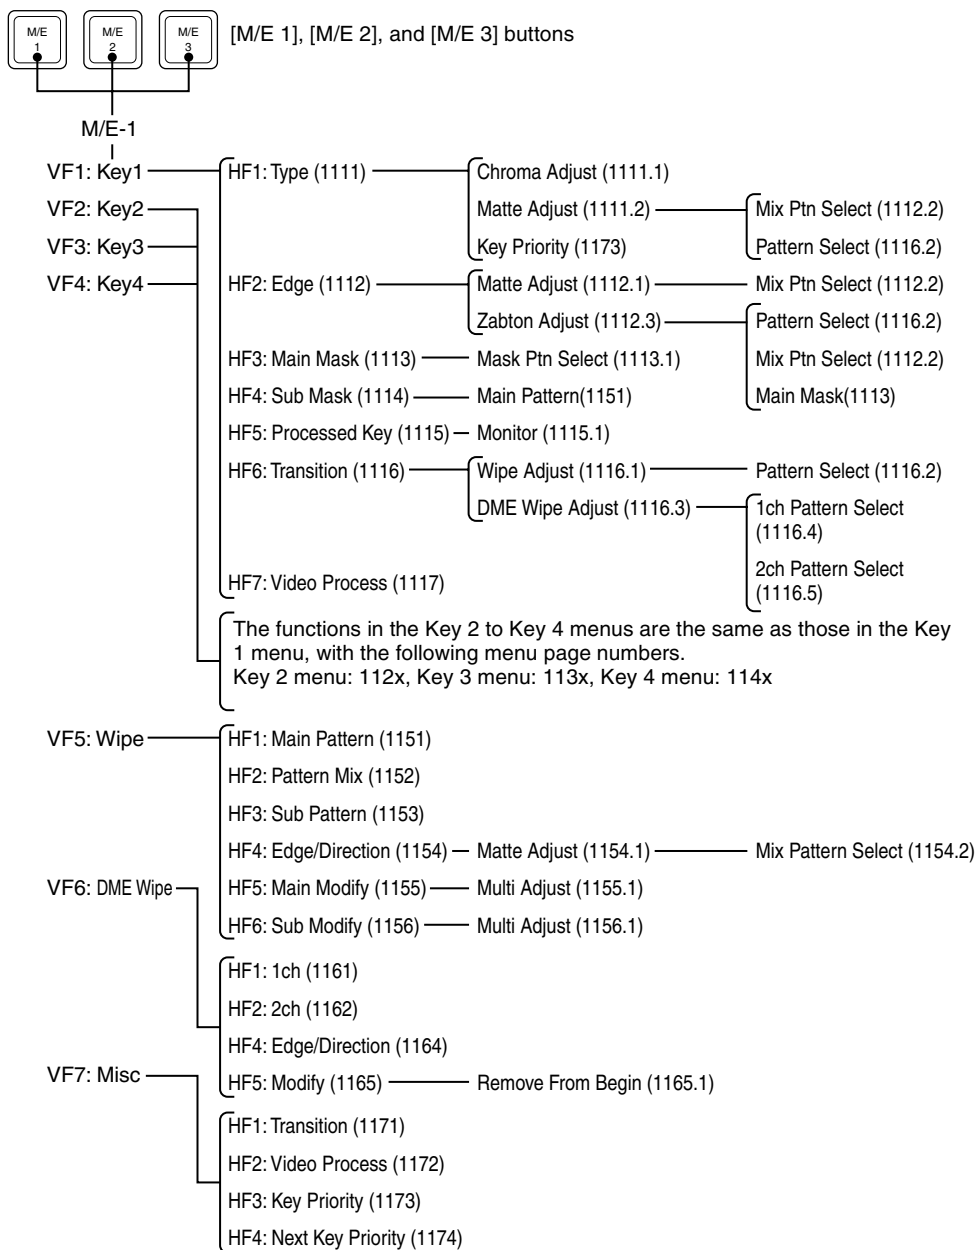 M/E 1 M/E 2 M/E 3 [M/E 1], [M/E 2], and [M/E 3] buttons
M/E-1
VF1: Key1 HF1: Type (1111) Chroma Adjust (1111.1)
VF2: Key2 Matte Adjust (1111.2) Mix Ptn Select (1112.2)
VF3: Key3 Key Priority (1173) Pattern Select (1116.2)
VF4: Key4 HF2: Edge (1112) Matte Adjust (1112.1) Mix Ptn Select (1112.2)
Zabton Adjust (1112.3) Pattern Select (1116.2)
HF3: Main Mask (1113) Mask Ptn Select (1113.1) Mix Ptn Select (1112.2)
HF4: Sub Mask (1114) Main Pattern(1151) Main Mask(1113)
HF5: Processed Key (1115) Monitor (1115.1)
HF6: Transition (1116) Wipe Adjust (1116.1) Pattern Select (1116.2)
DME Wipe Adjust (1116.3) 1ch Pattern Select
(1116.4)
HF7: Video Process (1117) 2ch Pattern Select
(1116.5)
The functions in the Key 2 to Key 4 menus are the same as those in the Key
1 menu, with the following menu page numbers.
Key 2 menu: 112x, Key 3 menu: 113x, Key 4 menu: 114x
VF5: Wipe HF1: Main Pattern (1151)
HF2: Pattern Mix (1152)
HF3: Sub Pattern (1153)
HF4: Edge/Direction (1154) Matte Adjust (1154.1) Mix Pattern Select (1154.2)
VF6: DME Wipe HF5: Main Modify (1155) Multi Adjust (1155.1)
HF6: Sub Modify (1156) Multi Adjust (1156.1)
HF1: 1ch (1161)
HF2: 2ch (1162)
HF4: Edge/Direction (1164)
VF7: Misc HF5: Modify (1165) Remove From Begin (1165.1)
HF1: Transition (1171)
HF2: Video Process (1172)
HF3: Key Priority (1173)
HF4: Next Key Priority (1174)